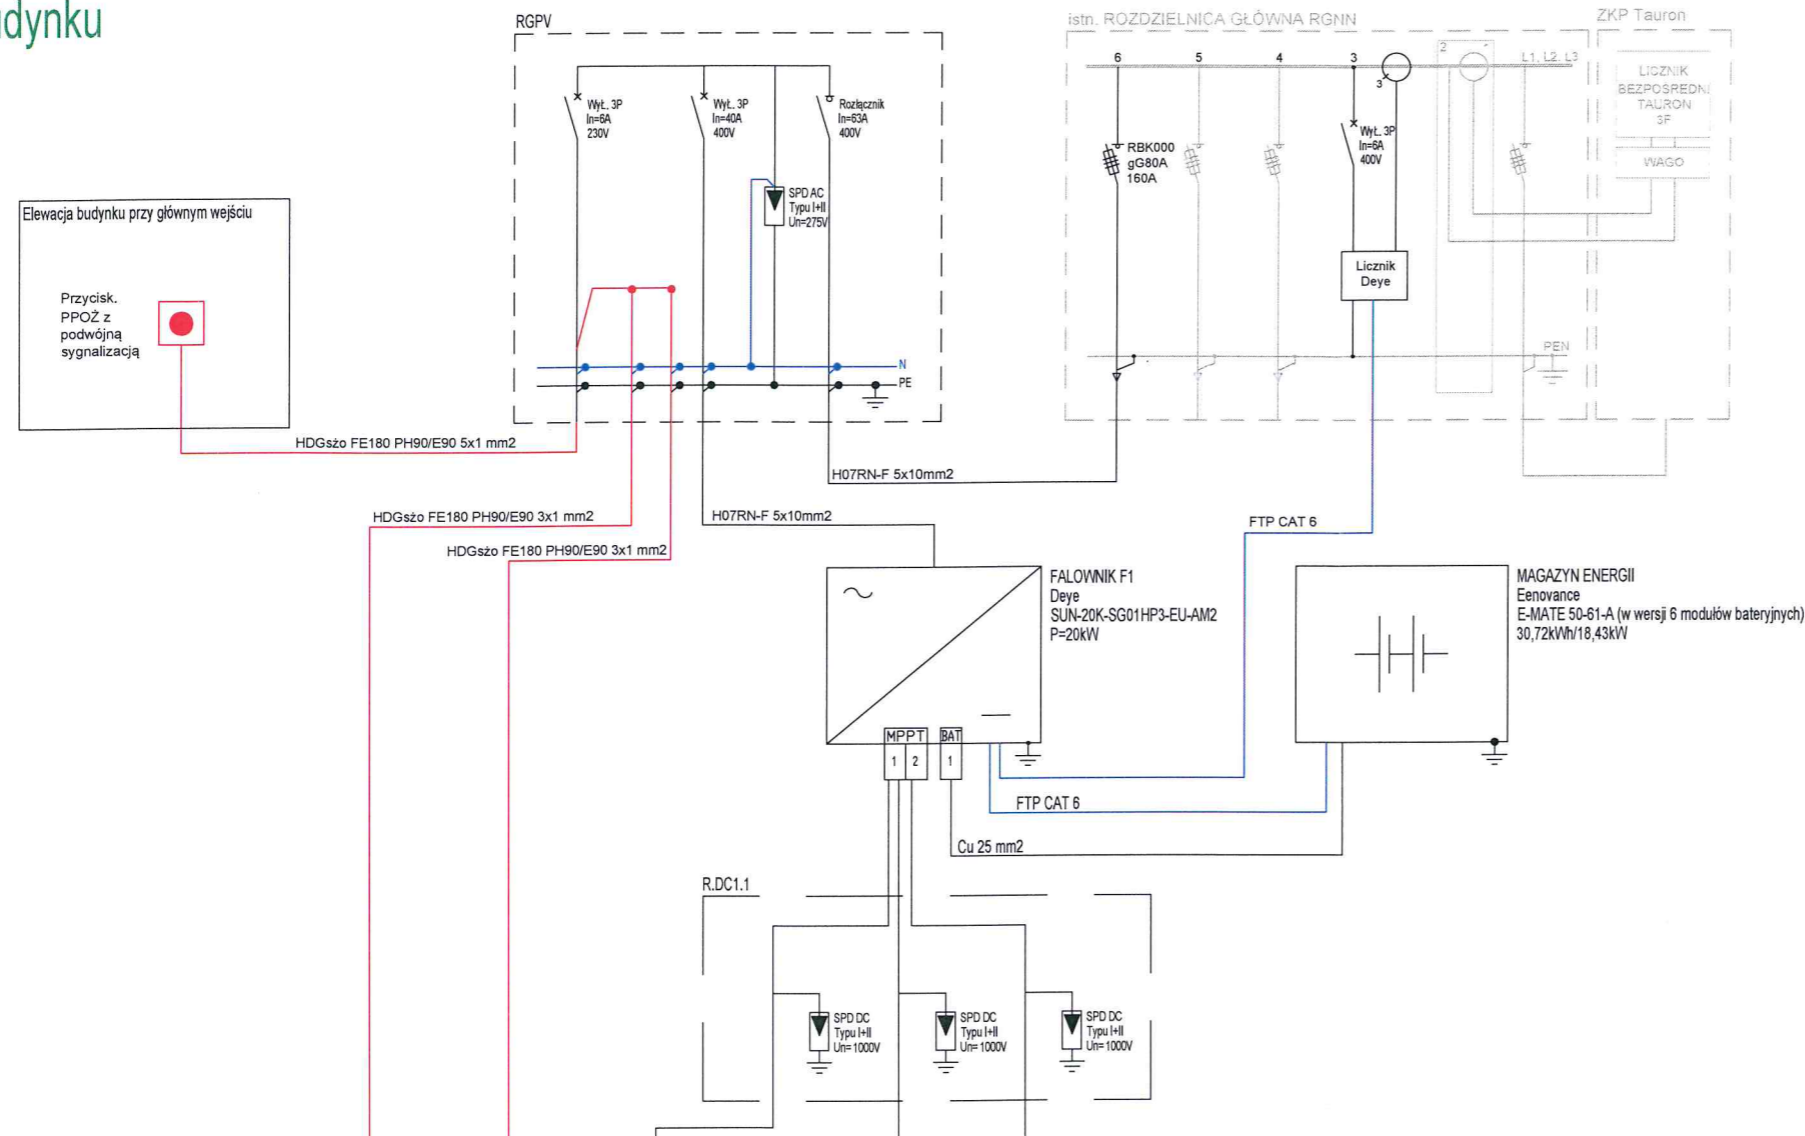 udynku
RGPV
Wył. 3P
In=6A
230V
Wył. 3P
In=40A
400V
Rozłącznik
In=63A
400V
SPD AC
Typu I+II
Un=275V
N
PE
istn. ROZDZIELNICA GŁÓWNA RGNN
6
5
4
3
3
2
L1, L2, L3
RBK000
gG80A
160A
Wył. 3P
In=6A
400V
Licznik
Deye
PEN
ZKP Tauron
LICZNIK
BEZPOŚREDNI
TAURON
3F
WAGO
Elewacja budynku przy głównym wejściu
Przycisk.
PPOŻ z
podwójną
sygnalizacją
HDGsżo FE180 PH90/E90 5x1 mm2
HDGsżo FE180 PH90/E90 3x1 mm2
HDGsżo FE180 PH90/E90 3x1 mm2
H07RN-F 5x10mm2
H07RN-F 5x10mm2
FTP CAT 6
FALOWNIK F1
Deye
SUN-20K-SG01HP3-EU-AM2
P=20kW
MPPT
1
2
BAT
1
MAGAZYN ENERGII
Eenovance
E-MATE 50-61-A (w wersji 6 modułów bateryjnych)
30,72kWh/18,43kW
FTP CAT 6
Cu 25 mm2
R.DC1.1
SPD DC
Typu I+II
Un=1000V
SPD DC
Typu I+II
Un=1000V
SPD DC
Typu I+II
Un=1000V